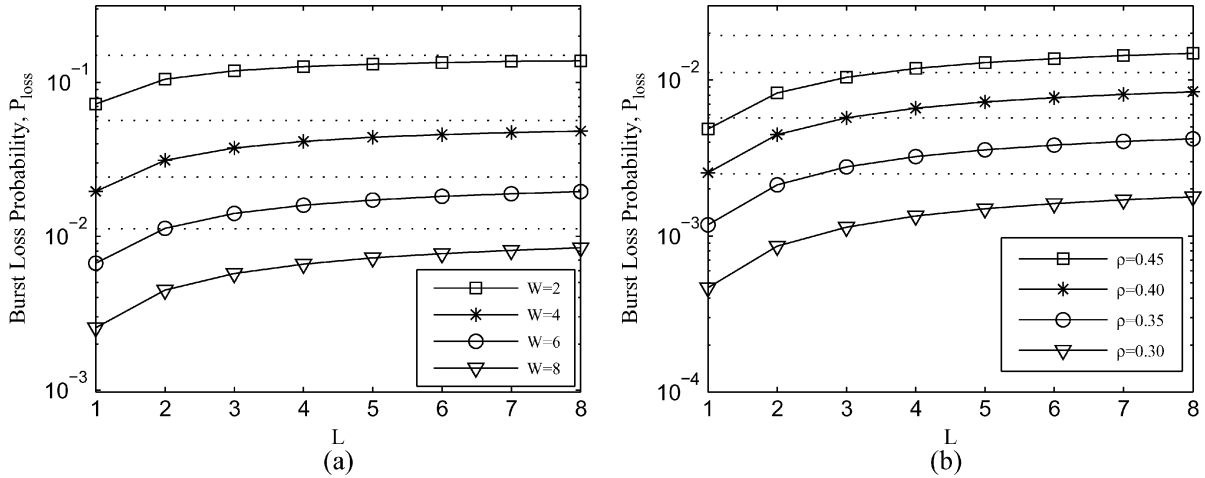 10^-1
10^-2
10^-3
Burst Loss Probability, P_loss
1 2 3 4 5 6 7 8
L
W=2
W=4
W=6
W=8
(a)
10^-2
10^-3
10^-4
Burst Loss Probability, P_loss
1 2 3 4 5 6 7 8
L
ρ=0.45
ρ=0.40
ρ=0.35
ρ=0.30
(b)